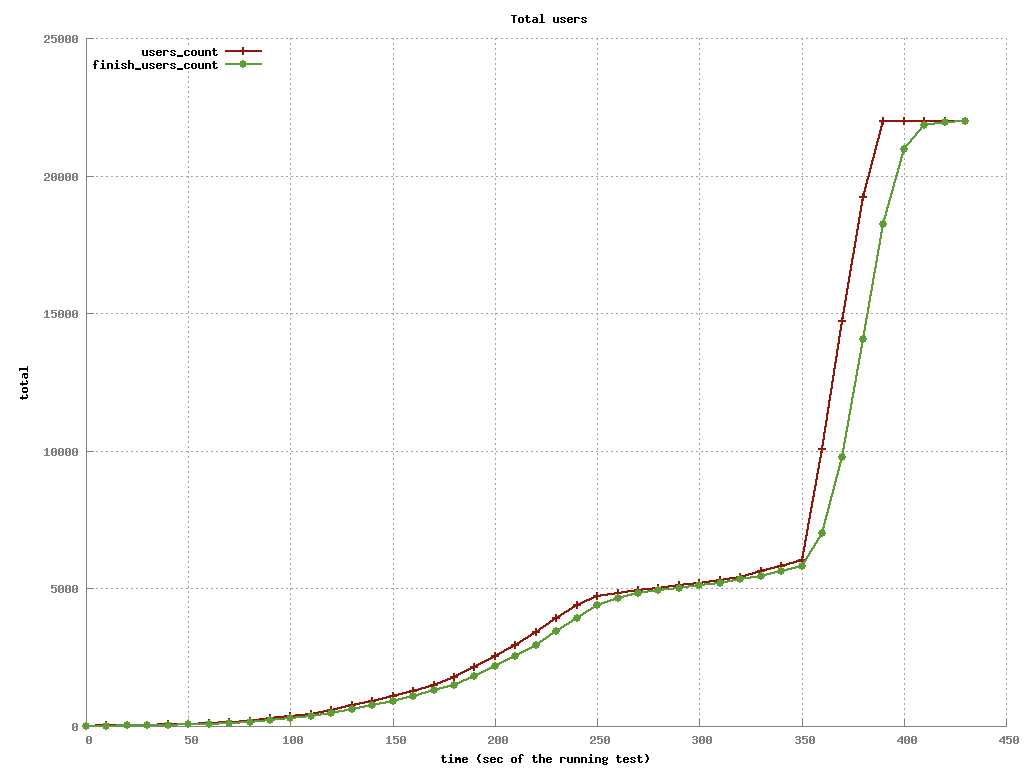 Total users
users_count
finish_users_count
25000
20000
15000
10000
5000
0
total
0 50 100 150 200 250 300 350 400 450
time (sec of the running test)